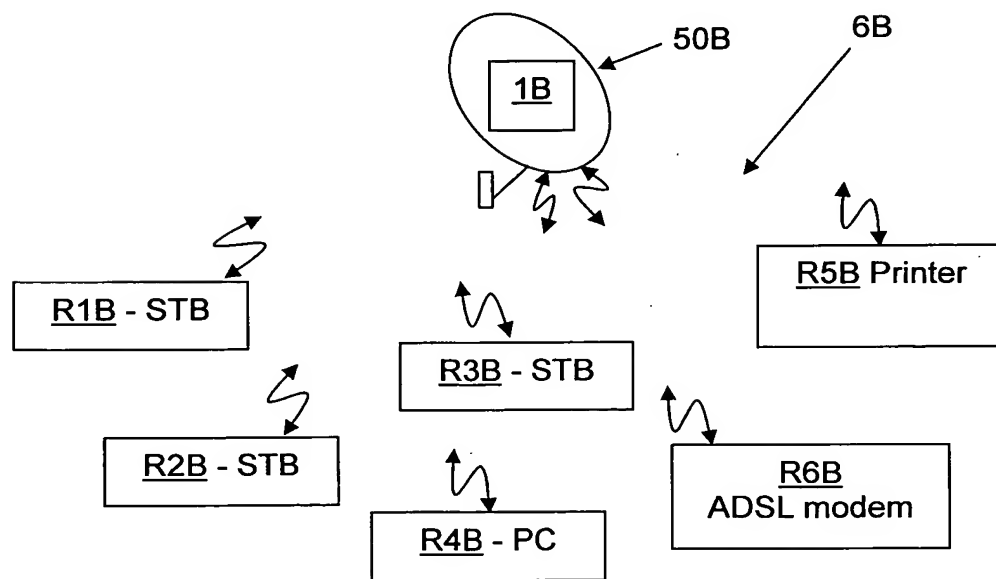 50B
6B
1B
R5B Printer
R1B - STB
R3B - STB
R2B - STB
R6B
ADSL modem
R4B - PC